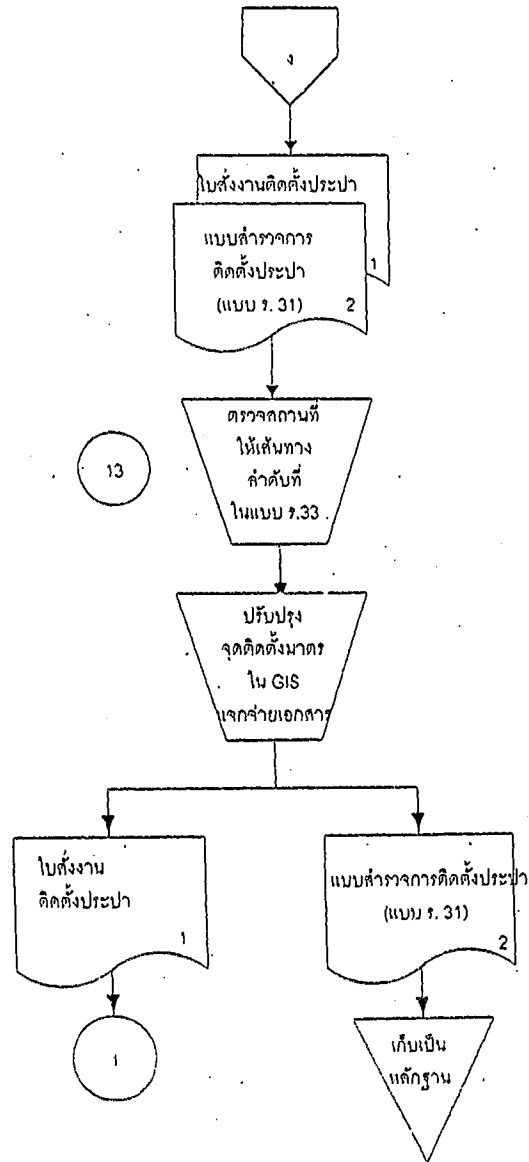 ง
ใบสั่งงานติดตั้งประปา
1
แบบสำรวจการ
ติดตั้งประปา
(แบบ ร. 31)
2
ตรวจสถานที่
ให้เส้นทาง
ลำดับที่
ในแบบ ร.33
13
ปรับปรุง
จุดติดตั้งมาตร
ใน GIS
แจกจ่ายเอกสาร
ใบสั่งงาน
ติดตั้งประปา
1
แบบสำรวจการติดตั้งประปา
(แบบ ร. 31)
2
1
เก็บเป็น
หลักฐาน